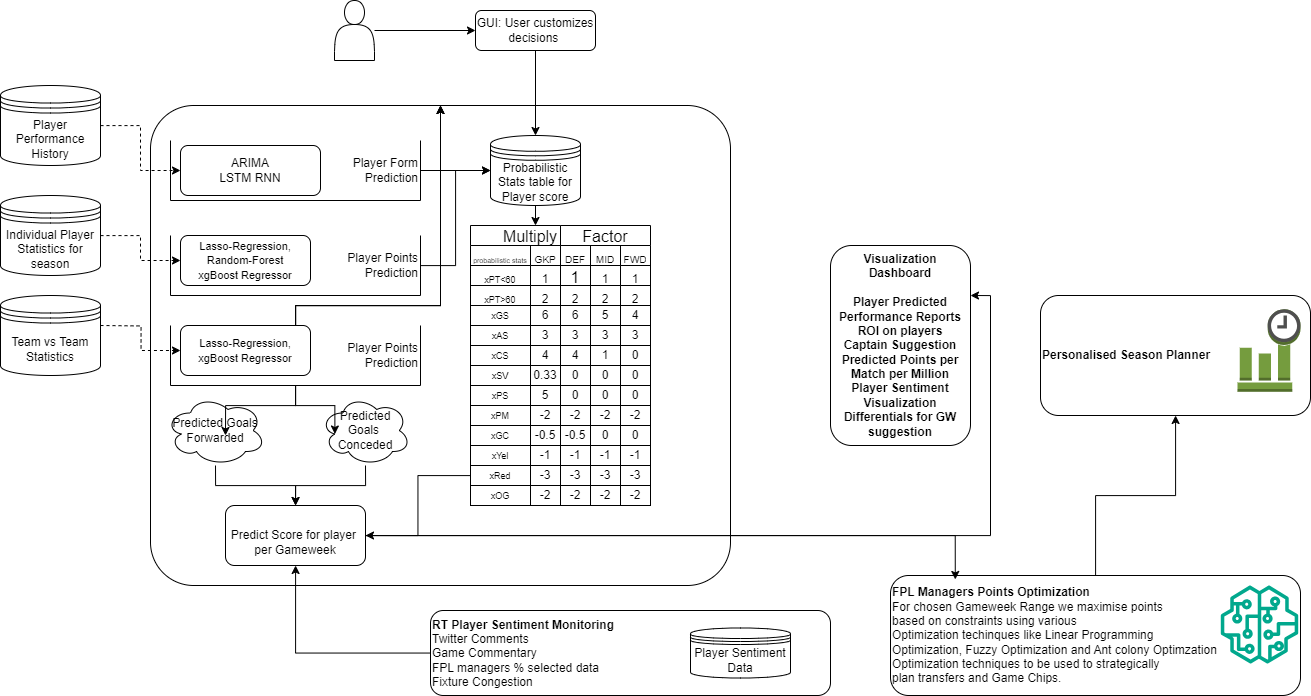 GUI: User customizes
decisions
Player
Performance
History
ARIMA
LSTM RNN
Player Form
Prediction
Probabilistic
Stats table for
Player score
Individual Player
Statistics for
season
Lasso-Regression,
Random-Forest
xgBoost Regressor
Player Points
Prediction
Team vs Team
Statistics
Lasso-Regression,
xgBoost Regressor
Player Points
Prediction
Predicted Goals
Forwarded
Predicted
Goals
Conceded
Predict Score for player
per Gameweek
Multiply Factor
probabilistic stats GKP DEF MID FWD
xPT<60 1 1 1 1
xPT>60 2 2 2 2
xGS 6 6 5 4
xAS 3 3 3 3
xCS 4 4 1 0
xSV 0.33 0 0 0
xPS 5 0 0 0
xPM -2 -2 -2 -2
xGC -0.5 -0.5 0 0
xYel -1 -1 -1 -1
xRed -3 -3 -3 -3
xOG -2 -2 -2 -2
Visualization
Dashboard
Player Predicted
Performance Reports
ROI on players
Captain Suggestion
Predicted Points per
Match per Million
Player Sentiment
Visualization
Differentials for GW
suggestion
Personalised Season Planner
RT Player Sentiment Monitoring
Twitter Comments
Game Commentary
FPL managers % selected data
Fixture Congestion
Player Sentiment
Data
FPL Managers Points Optimization
For chosen Gameweek Range we maximise points
based on constraints using various
Optimization techinques like Linear Programming
Optimization, Fuzzy Optimization and Ant colony Optimzation
Optimization techniques to be used to strategically
plan transfers and Game Chips.